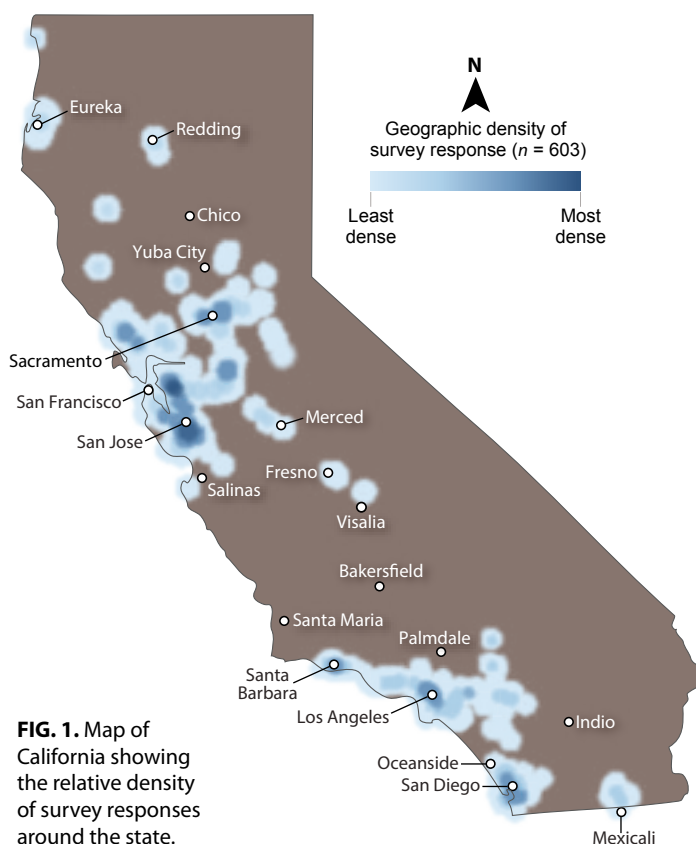 N
Geographic density of
survey response (n = 603)
Least
dense
Most
dense
Eureka
Redding
Chico
Yuba City
Sacramento
San Francisco
San Jose
Merced
Salinas
Fresno
Visalia
Bakersfield
Santa Maria
Palmdale
Santa
Barbara
Los Angeles
Indio
Oceanside
San Diego
Mexicali
FIG. 1. Map of
California showing
the relative density
of survey responses
around the state.